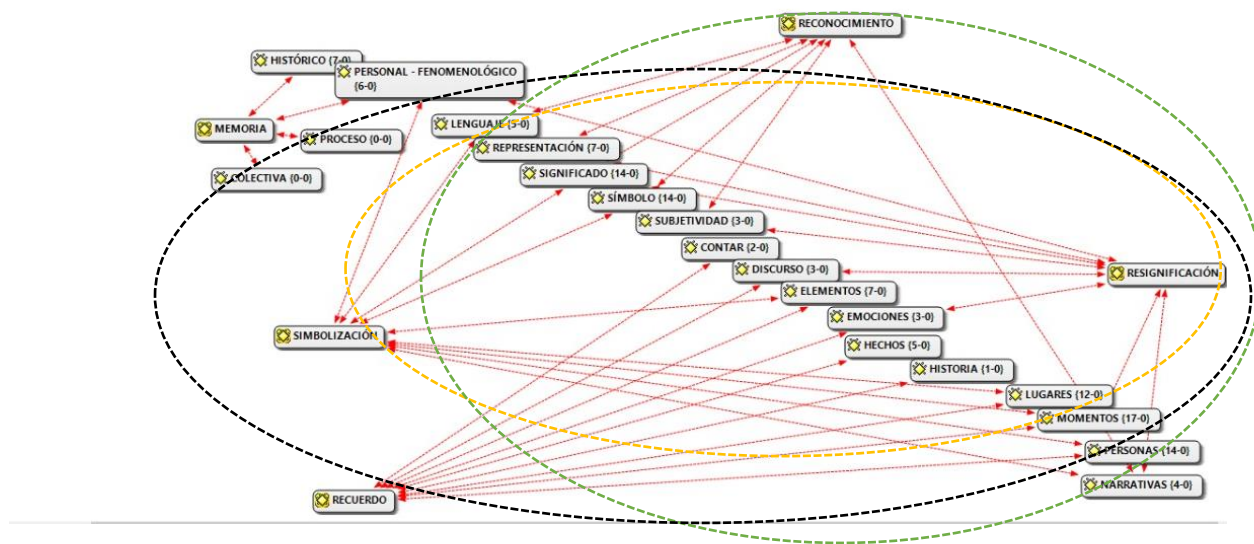 RECONOCIMIENTO
HISTÓRICO {7-0}
PERSONAL - FENOMENOLÓGICO
{6-0}
LENGUAJE {5-0}
MEMORIA
PROCESO {0-0}
REPRESENTACIÓN {7-0}
SIGNIFICADO {14-0}
COLECTIVA {0-0}
SÍMBOLO {14-0}
SUBJETIVIDAD {3-0}
CONTAR {2-0}
DISCURSO {3-0}
RESIGNIFICACIÓN
ELEMENTOS {7-0}
EMOCIONES {3-0}
SIMBOLIZACIÓN
HECHOS {5-0}
HISTORIA {1-0}
LUGARES {12-0}
MOMENTOS {17-0}
PERSONAS {14-0}
NARRATIVAS {4-0}
RECUERDO